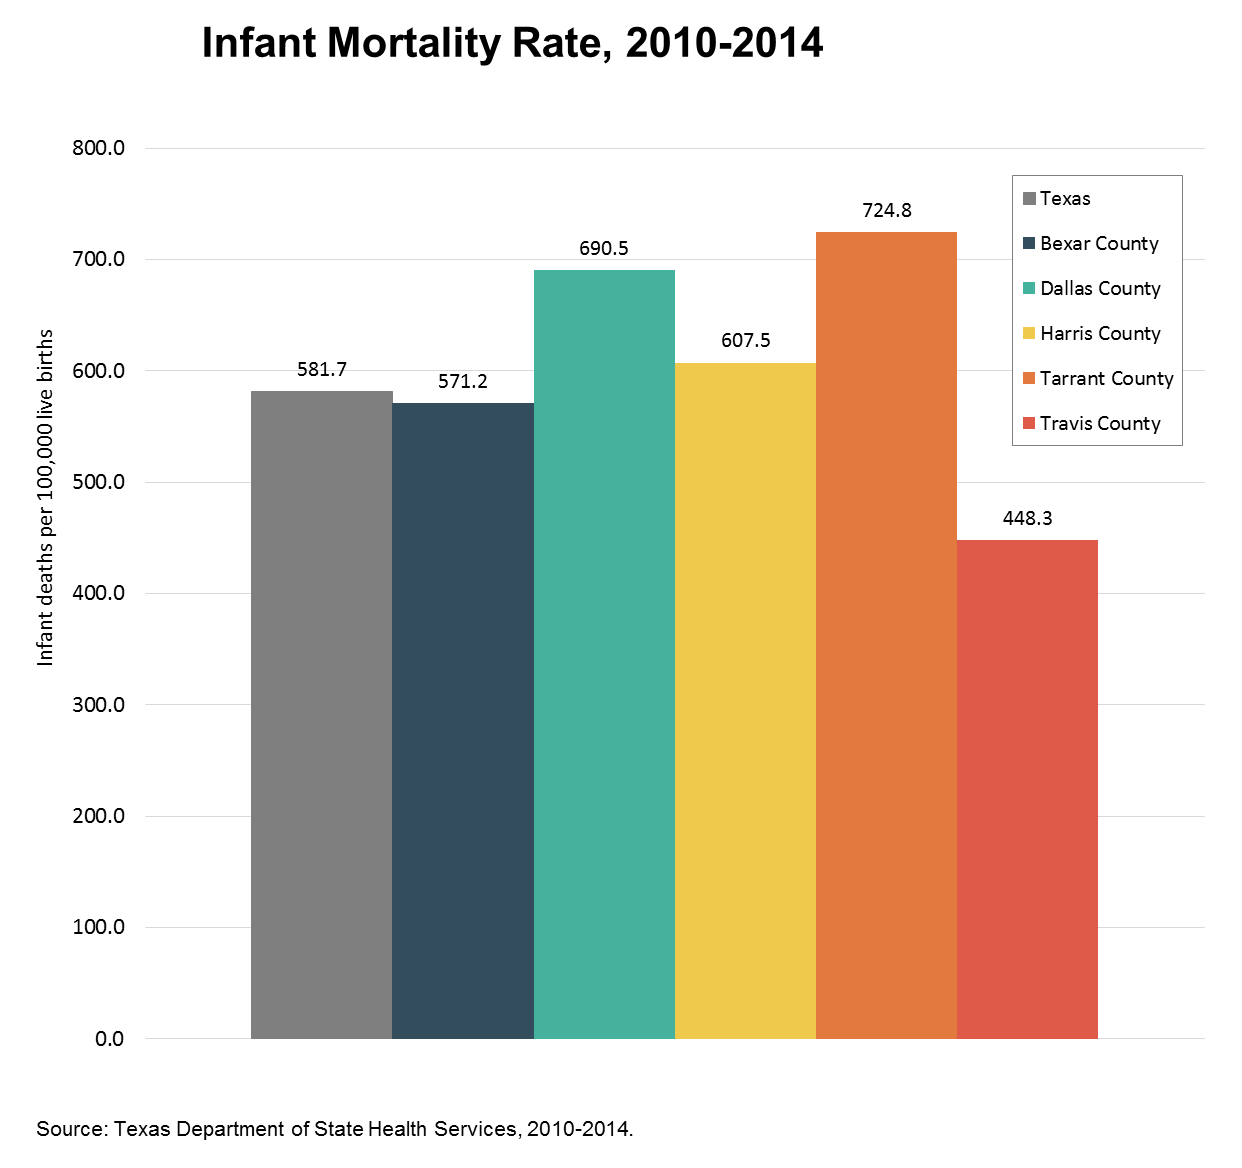 Infant Mortality Rate, 2010-2014
800.0
700.0
600.0
500.0
400.0
300.0
200.0
100.0
0.0
Infant deaths per 100,000 live births
581.7
571.2
690.5
607.5
724.8
448.3
Texas
Bexar County
Dallas County
Harris County
Tarrant County
Travis County
Source: Texas Department of State Health Services, 2010-2014.